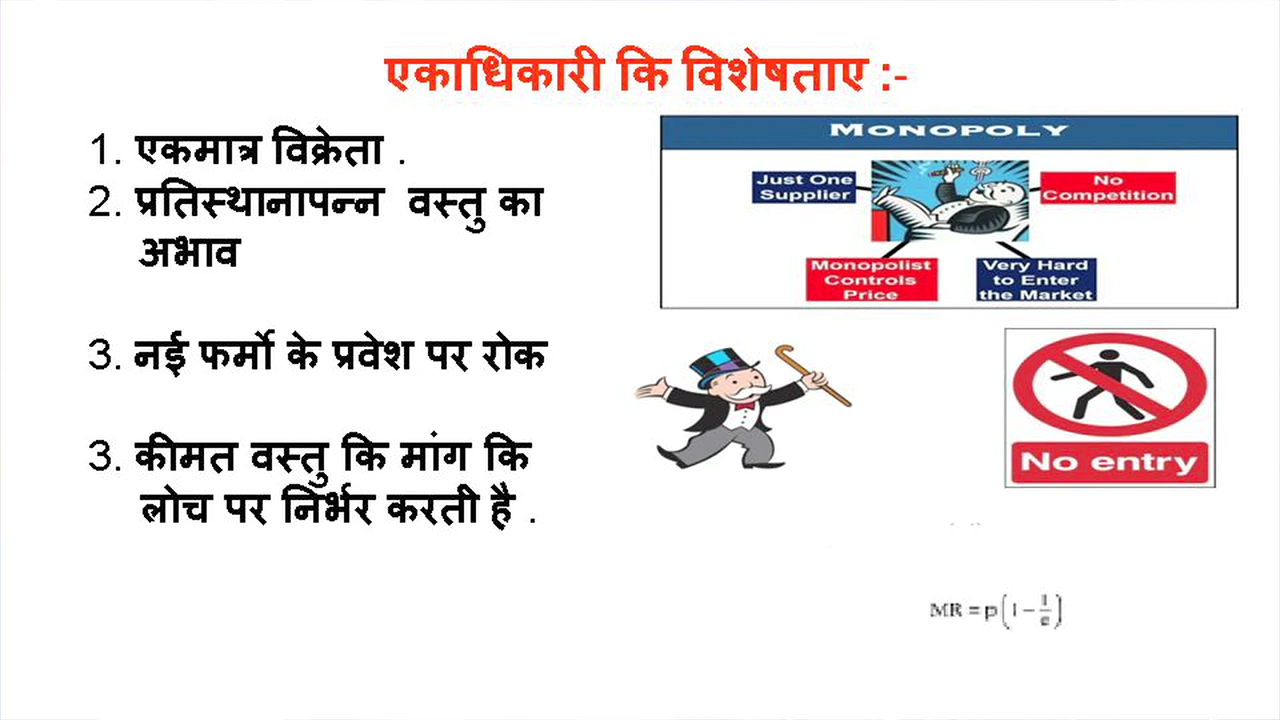 एकाधिकारी कि विशेषताए :-
1. एकमात्र विक्रेता .
2. प्रतिस्थानापन्न वस्तु का
अभाव
3. नई फर्मो के प्रवेश पर रोक
3. कीमत वस्तु कि मांग कि
लोच पर निर्भर करती है .
MONOPOLY
Just One
Supplier
No
Competition
Monopolist
Controls
Price
Very Hard
to Enter
the Market
No entry
MR = p(1 - 1/e)